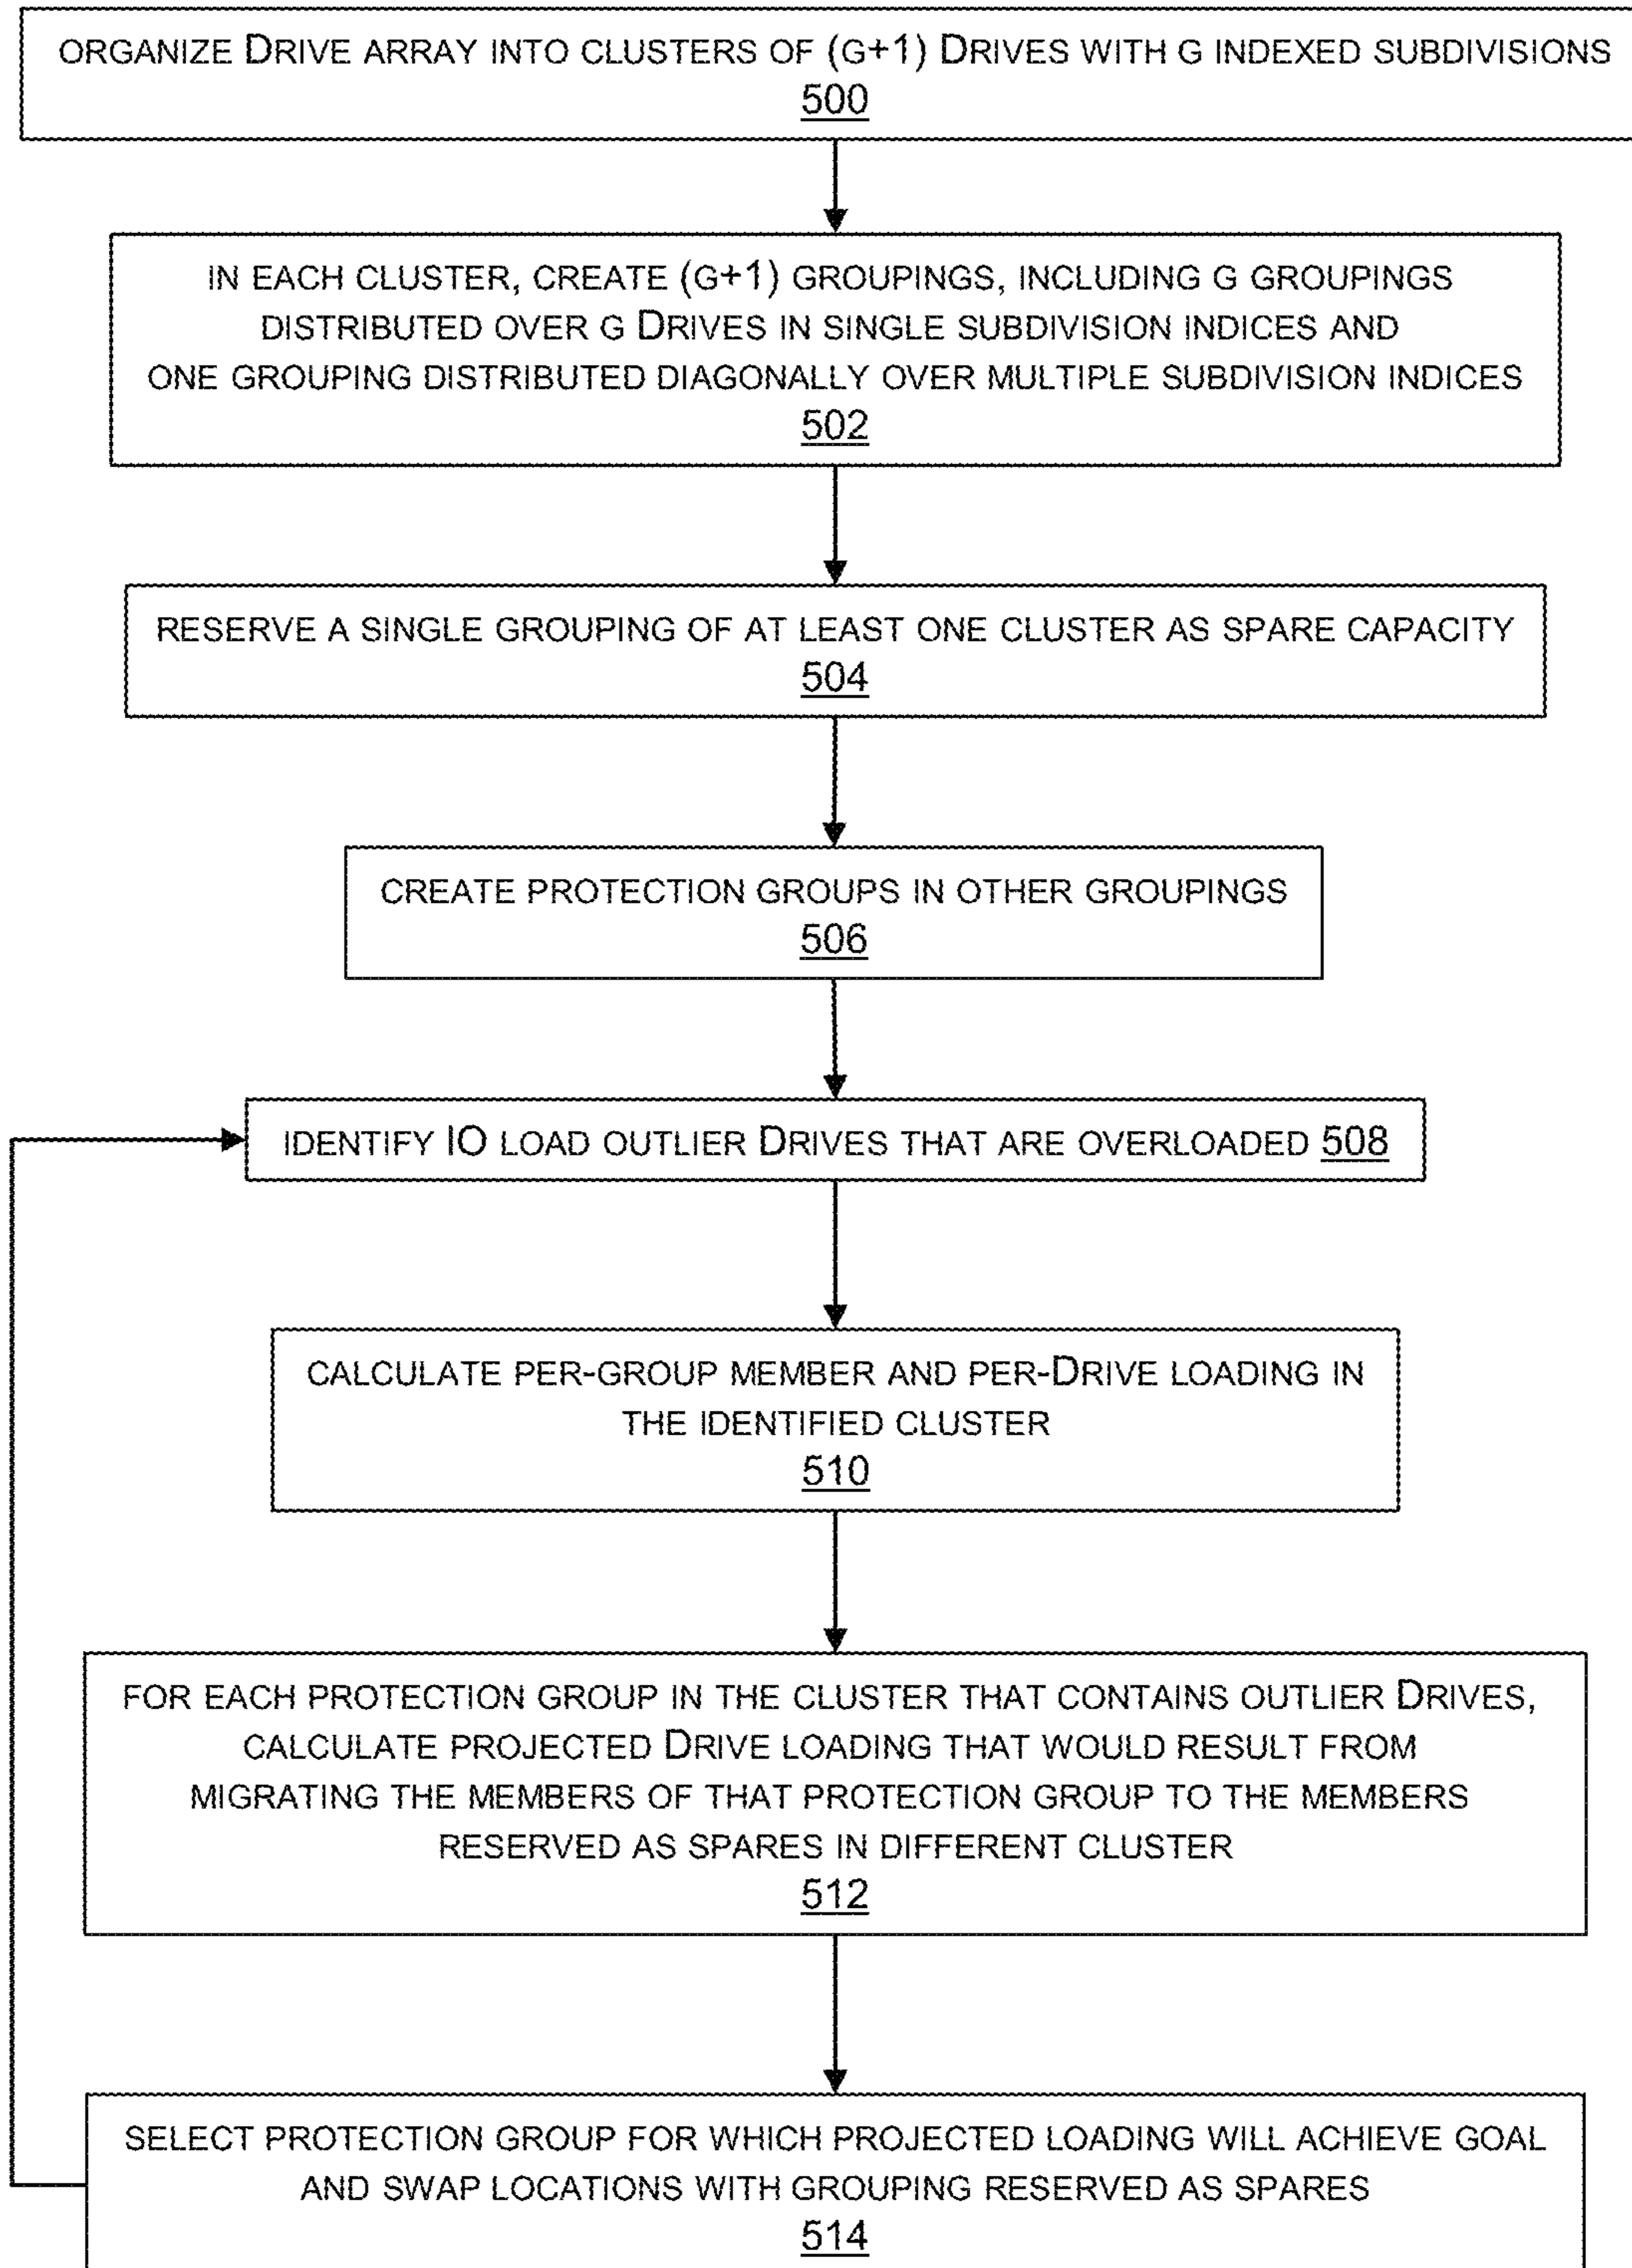 ORGANIZE DRIVE ARRAY INTO CLUSTERS OF (G+1) DRIVES WITH G INDEXED SUBDIVISIONS
500
IN EACH CLUSTER, CREATE (G+1) GROUPINGS, INCLUDING G GROUPINGS
DISTRIBUTED OVER G DRIVES IN SINGLE SUBDIVISION INDICES AND
ONE GROUPING DISTRIBUTED DIAGONALLY OVER MULTIPLE SUBDIVISION INDICES
502
RESERVE A SINGLE GROUPING OF AT LEAST ONE CLUSTER AS SPARE CAPACITY
504
CREATE PROTECTION GROUPS IN OTHER GROUPINGS
506
IDENTIFY IO LOAD OUTLIER DRIVES THAT ARE OVERLOADED 508
CALCULATE PER-GROUP MEMBER AND PER-DRIVE LOADING IN
THE IDENTIFIED CLUSTER
510
FOR EACH PROTECTION GROUP IN THE CLUSTER THAT CONTAINS OUTLIER DRIVES,
CALCULATE PROJECTED DRIVE LOADING THAT WOULD RESULT FROM
MIGRATING THE MEMBERS OF THAT PROTECTION GROUP TO THE MEMBERS
RESERVED AS SPARES IN DIFFERENT CLUSTER
512
SELECT PROTECTION GROUP FOR WHICH PROJECTED LOADING WILL ACHIEVE GOAL
AND SWAP LOCATIONS WITH GROUPING RESERVED AS SPARES
514